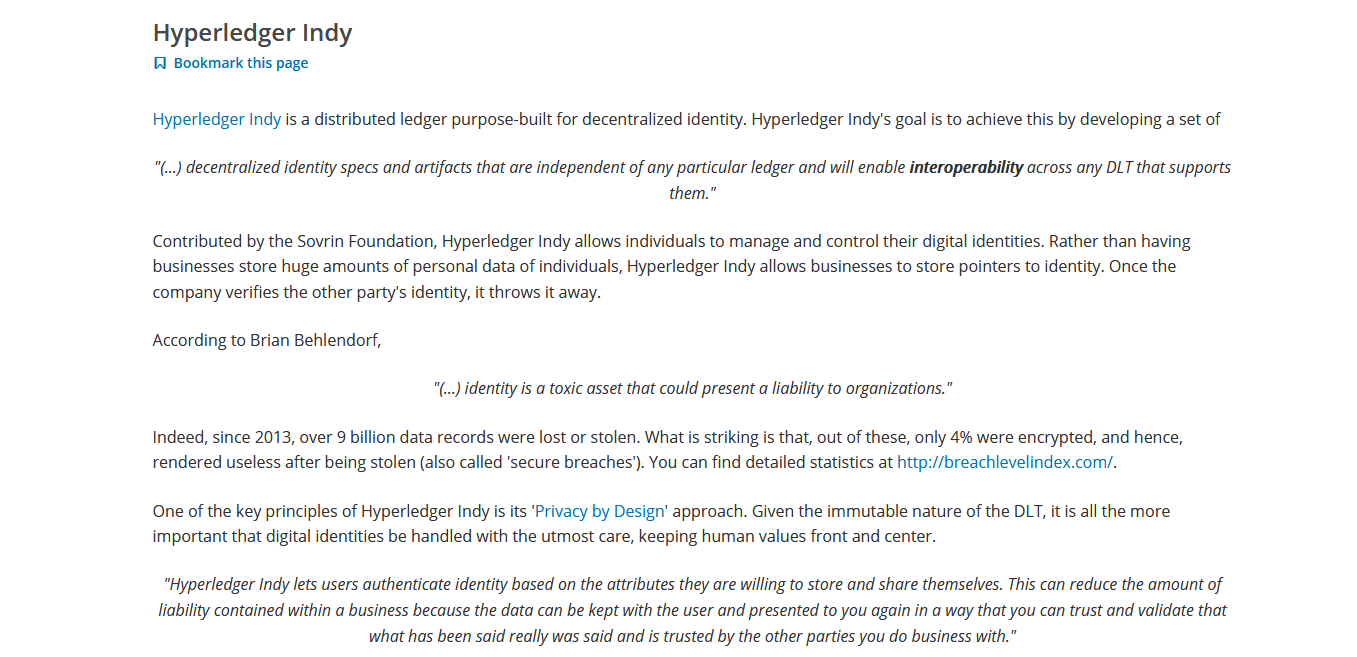 Hyperledger Indy
Bookmark this page
Hyperledger Indy is a distributed ledger purpose-built for decentralized identity. Hyperledger Indy's goal is to achieve this by developing a set of
"(...) decentralized identity specs and artifacts that are independent of any particular ledger and will enable interoperability across any DLT that supports
them."
Contributed by the Sovrin Foundation, Hyperledger Indy allows individuals to manage and control their digital identities. Rather than having
businesses store huge amounts of personal data of individuals, Hyperledger Indy allows businesses to store pointers to identity. Once the
company verifies the other party's identity, it throws it away.
According to Brian Behlendorf,
"(...) identity is a toxic asset that could present a liability to organizations."
Indeed, since 2013, over 9 billion data records were lost or stolen. What is striking is that, out of these, only 4% were encrypted, and hence,
rendered useless after being stolen (also called 'secure breaches'). You can find detailed statistics at http://breachlevelindex.com/.
One of the key principles of Hyperledger Indy is its 'Privacy by Design' approach. Given the immutable nature of the DLT, it is all the more
important that digital identities be handled with the utmost care, keeping human values front and center.
"Hyperledger Indy lets users authenticate identity based on the attributes they are willing to store and share themselves. This can reduce the amount of
liability contained within a business because the data can be kept with the user and presented to you again in a way that you can trust and validate that
what has been said really was said and is trusted by the other parties you do business with."